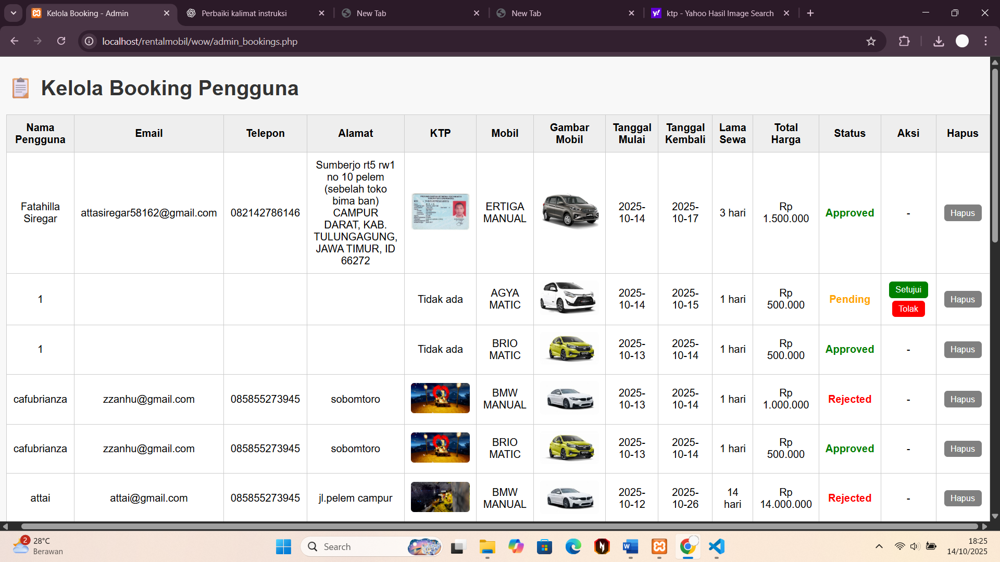 Kelola Booking - Admin
Perbaiki kalimat instruksi
New Tab
New Tab
ktp - Yahoo Hasil Image Search
localhost/rentalmobil/wow/admin_bookings.php
Kelola Booking Pengguna
Nama Pengguna Email Telepon Alamat KTP Mobil Gambar Mobil Tanggal Mulai Tanggal Kembali Lama Sewa Total Harga Status Aksi Hapus
Fatahilla Siregar attasiregar58162@gmail.com 082142786146
Sumberjo rt5 rw1
no 10 pelem
(sebelah toko
bima ban)
CAMPUR
DARAT, KAB.
TULUNGAGUNG,
JAWA TIMUR, ID
66272
ERTIGA MANUAL 2025-10-14 2025-10-17 3 hari Rp 1.500.000 Approved - Hapus
1 Tidak ada AGYA MATIC 2025-10-14 2025-10-15 1 hari Rp 500.000 Pending Setujui Tolak Hapus
1 Tidak ada BRIO MATIC 2025-10-13 2025-10-14 1 hari Rp 500.000 Approved - Hapus
cafubrianza zzanhu@gmail.com 085855273945 sobomtoro BMW MANUAL 2025-10-13 2025-10-14 1 hari Rp 1.000.000 Rejected - Hapus
cafubrianza zzanhu@gmail.com 085855273945 sobomtoro BRIO MATIC 2025-10-13 2025-10-14 1 hari Rp 500.000 Approved - Hapus
attai attai@gmail.com 085855273945 jl.pelem campur BMW MANUAL 2025-10-12 2025-10-26 14 hari Rp 14.000.000 Rejected - Hapus
2
28°C
Berawan
Search
18:25
14/10/2025